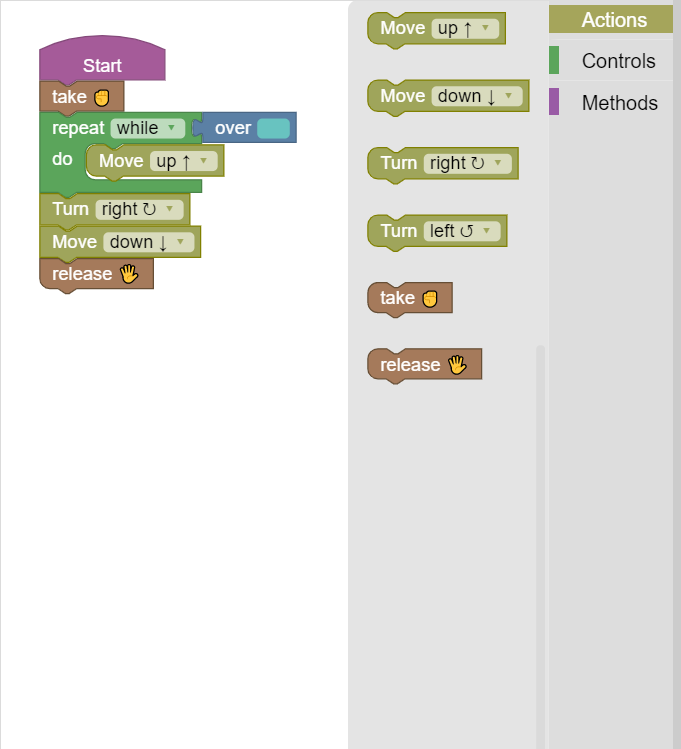 Start
take ✊
repeat while ▼ over
do Move up ↑ ▼
Turn right ↻ ▼
Move down ↓ ▼
release 🖐
Move up ↑ ▼
Move down ↓ ▼
Turn right ↻ ▼
Turn left ↺ ▼
take ✊
release 🖐
Actions
Controls
Methods